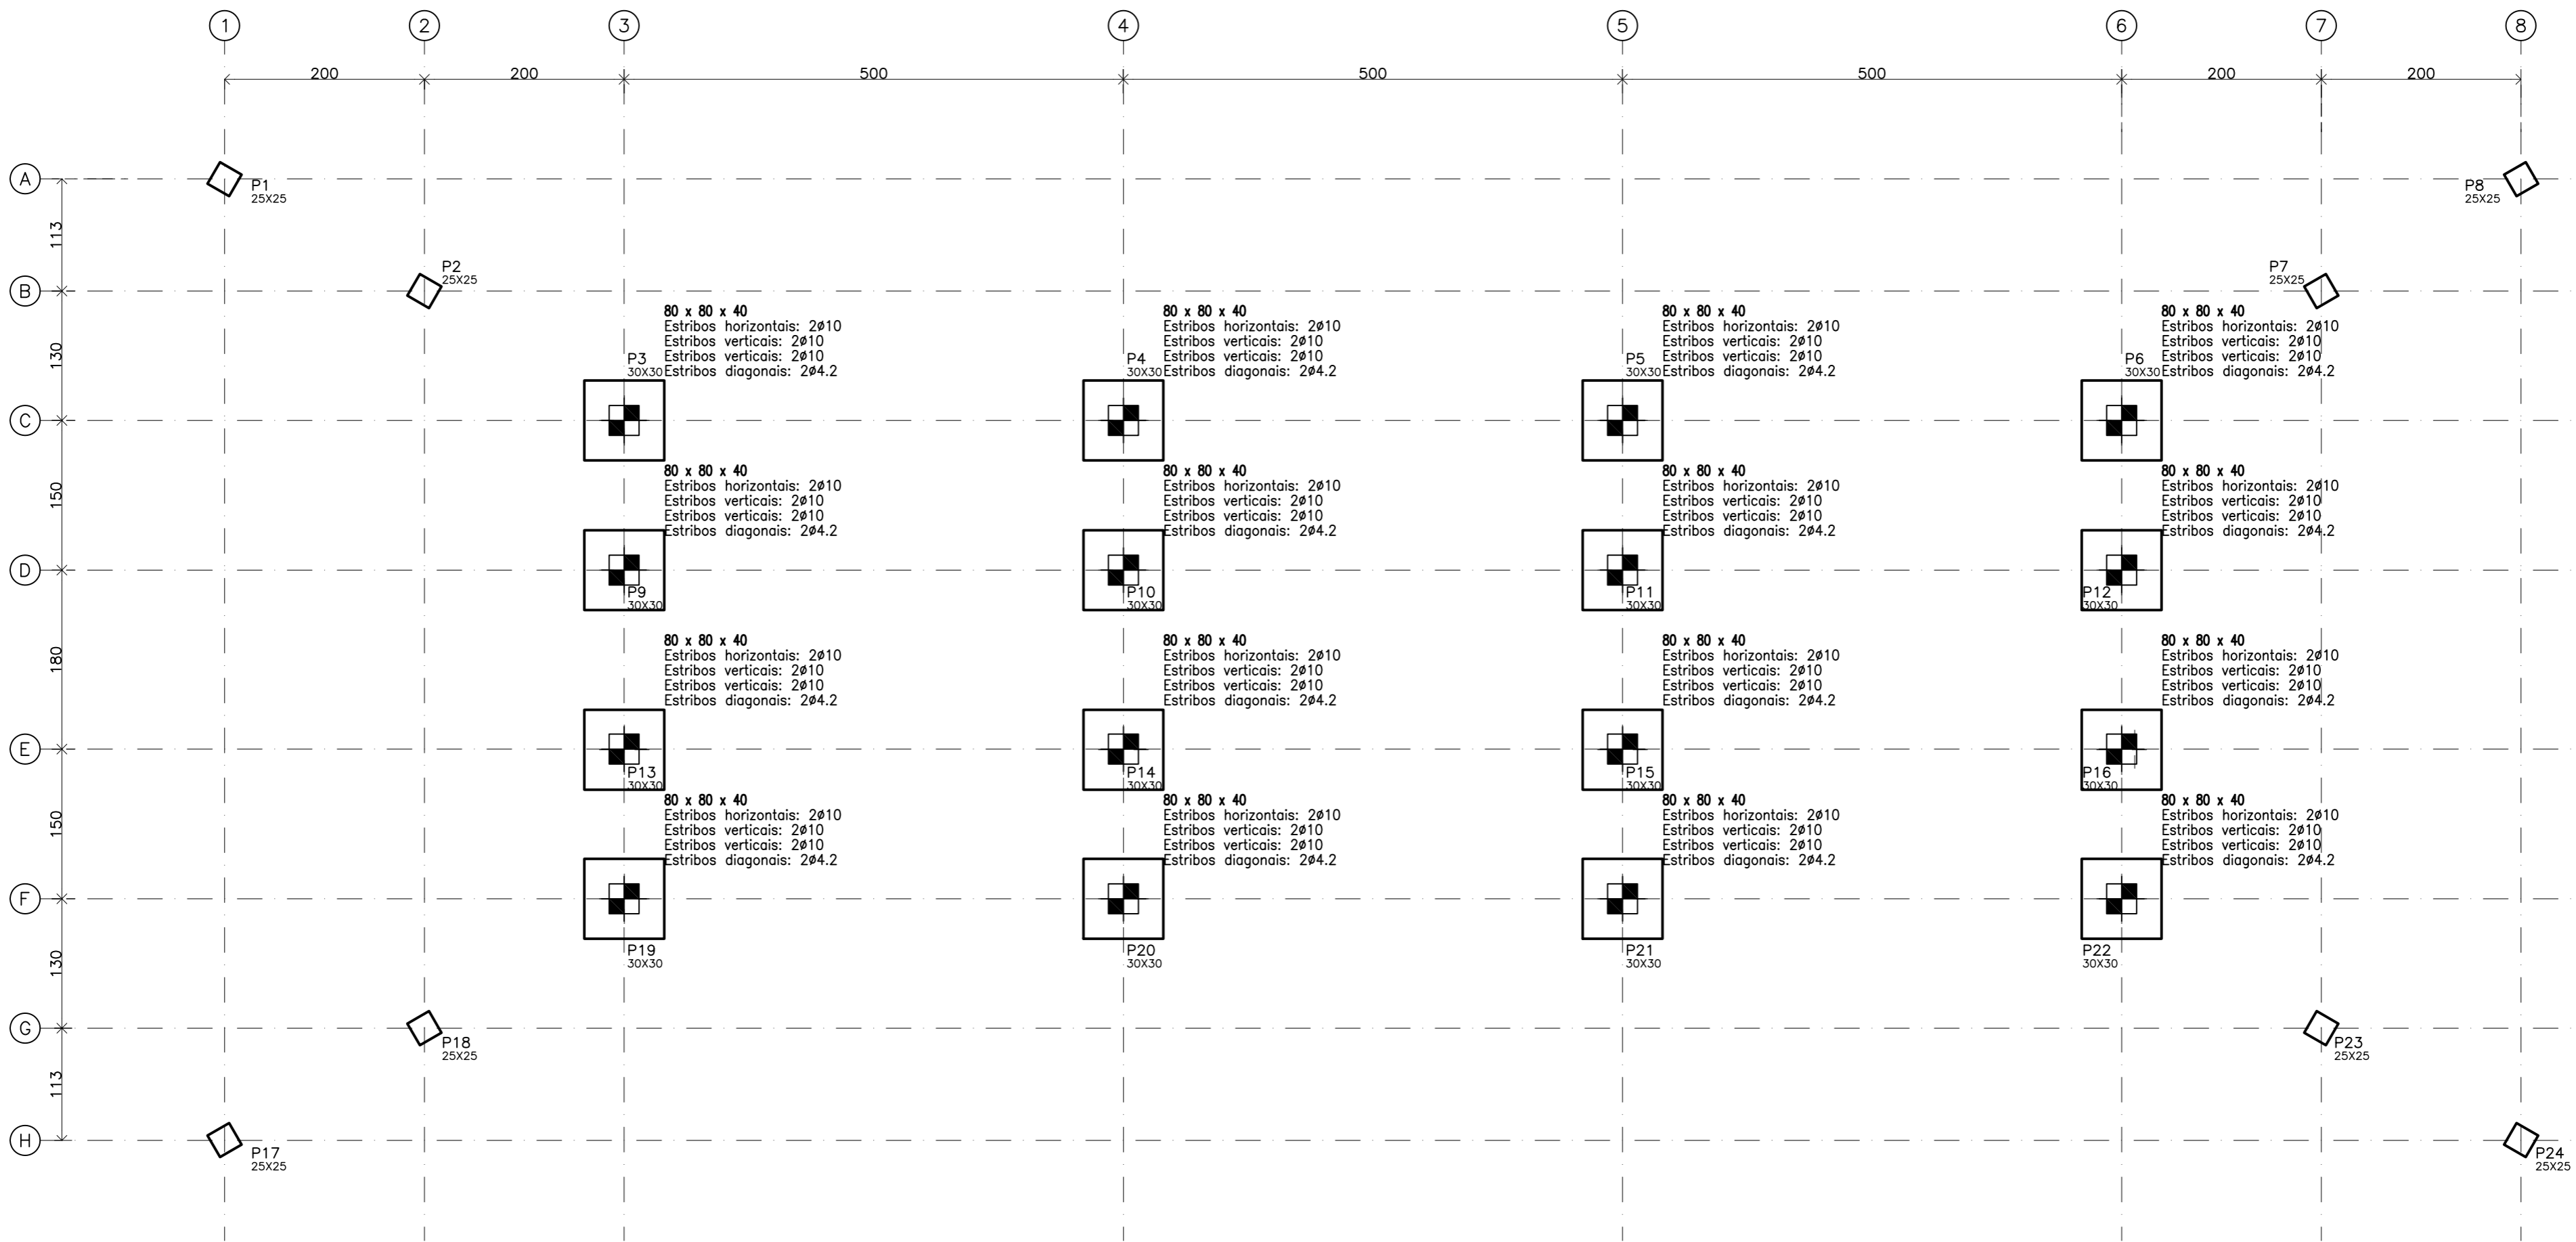 1 2 3 4 5 6 7 8
200 200 500 500 500 200 200
A
P1
25X25
P8
25X25
113
B
P2
25X25
P7
25X25
130
80 x 80 x 40
Estribos horizontais: 2ø10
Estribos verticais: 2ø10
Estribos verticais: 2ø10
Estribos diagonais: 2ø4.2
P3
30X30
80 x 80 x 40
Estribos horizontais: 2ø10
Estribos verticais: 2ø10
Estribos verticais: 2ø10
Estribos diagonais: 2ø4.2
P4
30X30
80 x 80 x 40
Estribos horizontais: 2ø10
Estribos verticais: 2ø10
Estribos verticais: 2ø10
Estribos diagonais: 2ø4.2
P5
30X30
80 x 80 x 40
Estribos horizontais: 2ø10
Estribos verticais: 2ø10
Estribos verticais: 2ø10
Estribos diagonais: 2ø4.2
P6
30X30
C
150
80 x 80 x 40
Estribos horizontais: 2ø10
Estribos verticais: 2ø10
Estribos verticais: 2ø10
Estribos diagonais: 2ø4.2
P9
30X30
80 x 80 x 40
Estribos horizontais: 2ø10
Estribos verticais: 2ø10
Estribos verticais: 2ø10
Estribos diagonais: 2ø4.2
P10
30X30
80 x 80 x 40
Estribos horizontais: 2ø10
Estribos verticais: 2ø10
Estribos verticais: 2ø10
Estribos diagonais: 2ø4.2
P11
30X30
80 x 80 x 40
Estribos horizontais: 2ø10
Estribos verticais: 2ø10
Estribos verticais: 2ø10
Estribos diagonais: 2ø4.2
P12
30X30
D
180
80 x 80 x 40
Estribos horizontais: 2ø10
Estribos verticais: 2ø10
Estribos verticais: 2ø10
Estribos diagonais: 2ø4.2
P13
30X30
80 x 80 x 40
Estribos horizontais: 2ø10
Estribos verticais: 2ø10
Estribos verticais: 2ø10
Estribos diagonais: 2ø4.2
P14
30X30
80 x 80 x 40
Estribos horizontais: 2ø10
Estribos verticais: 2ø10
Estribos verticais: 2ø10
Estribos diagonais: 2ø4.2
P15
30X30
80 x 80 x 40
Estribos horizontais: 2ø10
Estribos verticais: 2ø10
Estribos verticais: 2ø10
Estribos diagonais: 2ø4.2
P16
30X30
E
150
80 x 80 x 40
Estribos horizontais: 2ø10
Estribos verticais: 2ø10
Estribos verticais: 2ø10
Estribos diagonais: 2ø4.2
P19
30X30
80 x 80 x 40
Estribos horizontais: 2ø10
Estribos verticais: 2ø10
Estribos verticais: 2ø10
Estribos diagonais: 2ø4.2
P20
30X30
80 x 80 x 40
Estribos horizontais: 2ø10
Estribos verticais: 2ø10
Estribos verticais: 2ø10
Estribos diagonais: 2ø4.2
P21
30X30
80 x 80 x 40
Estribos horizontais: 2ø10
Estribos verticais: 2ø10
Estribos verticais: 2ø10
Estribos diagonais: 2ø4.2
P22
30X30
F
130
G
P18
25X25
P23
25X25
113
H
P17
25X25
P24
25X25